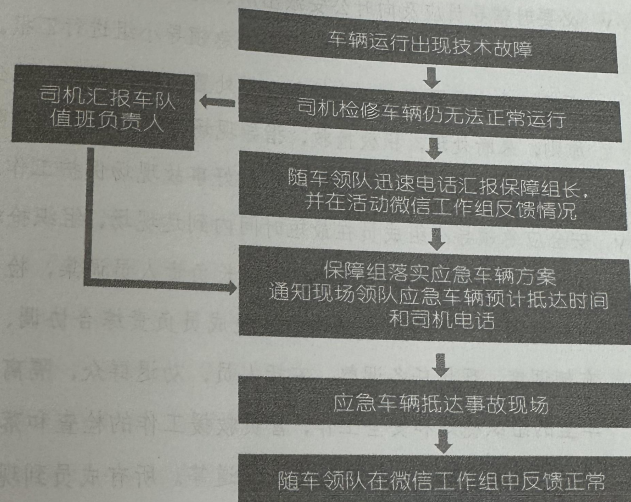 车辆运行出现技术故障
司机汇报车队
值班负责人
司机检修车辆仍无法正常运行
随车领队迅速电话汇报保障组长，
并在活动微信工作组反馈情况
保障组落实应急车辆方案
通知现场领队应急车辆预计抵达时间
和司机电话
应急车辆抵达事故现场
随车领队在微信工作组中反馈正常